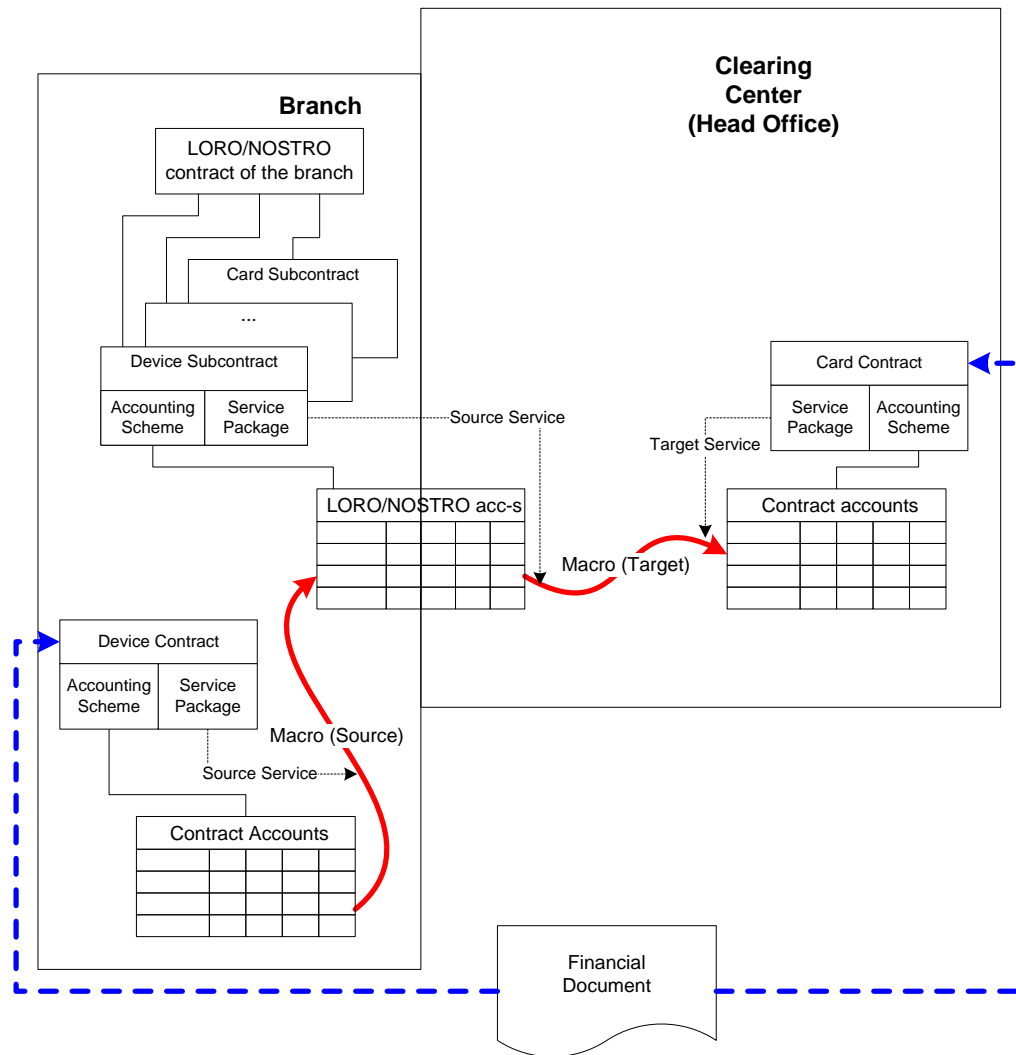 Clearing
Center
(Head Office)
Branch
LORO/NOSTRO
contract of the branch
Card Subcontract
...
Device Subcontract
Accounting
Scheme
Service
Package
Source Service
Card Contract
Service
Package
Accounting
Scheme
Target Service
LORO/NOSTRO acc-s
Contract accounts
Macro (Target)
Device Contract
Accounting
Scheme
Service
Package
Macro (Source)
Source Service
Contract Accounts
Financial
Document